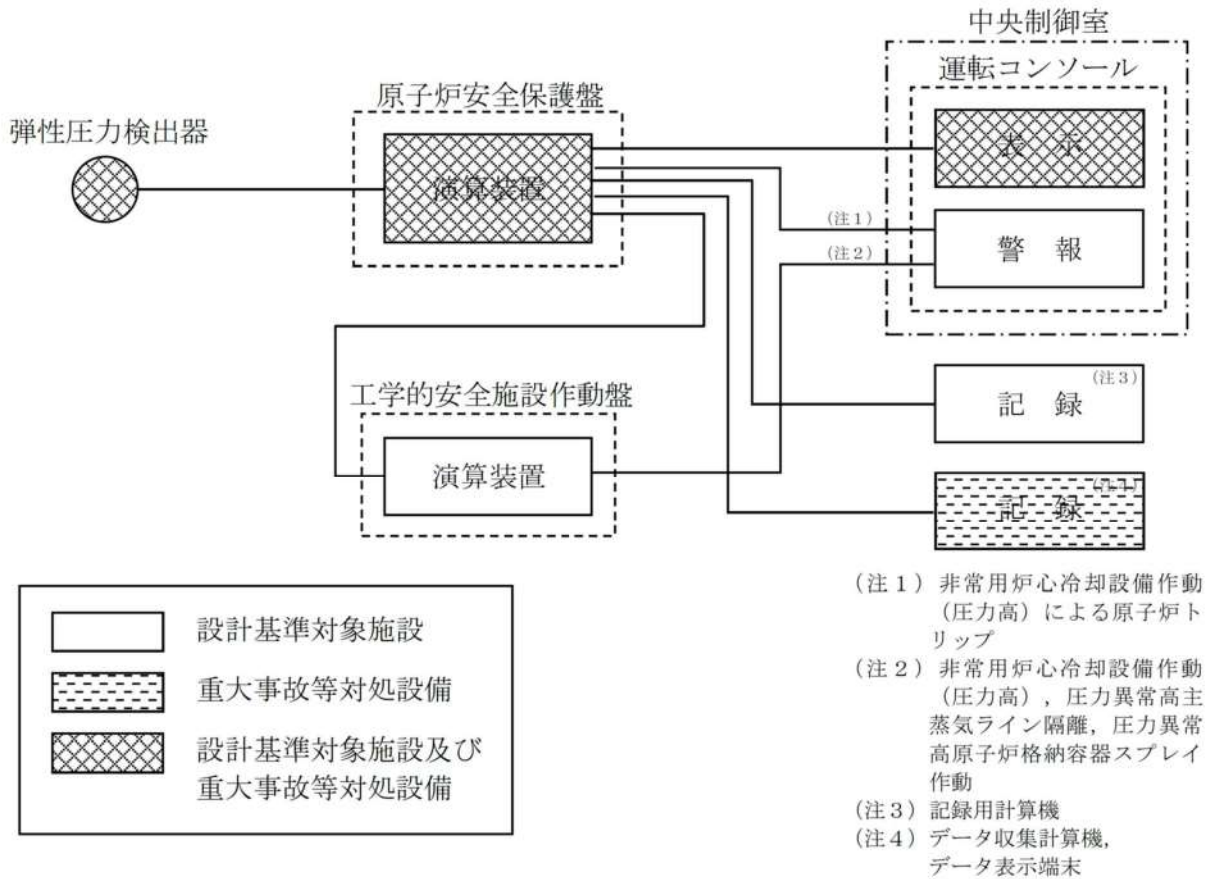 中央制御室
運転コンソール
原子炉安全保護盤
弾性圧力検出器
演算装置
表　示
(注1)
警　報
(注2)
工学的安全施設作動盤
演算装置
(注3)
記　録
(注4)
記　録
設計基準対象施設
重大事故等対処設備
設計基準対象施設及び
重大事故等対処設備
(注1) 非常用炉心冷却設備作動
(圧力高) による原子炉ト
リップ
(注2) 非常用炉心冷却設備作動
(圧力高) ，圧力異常高主
蒸気ライン隔離，圧力異常
高原子炉格納容器スプレイ
作動
(注3) 記録用計算機
(注4) データ収集計算機，
データ表示端末